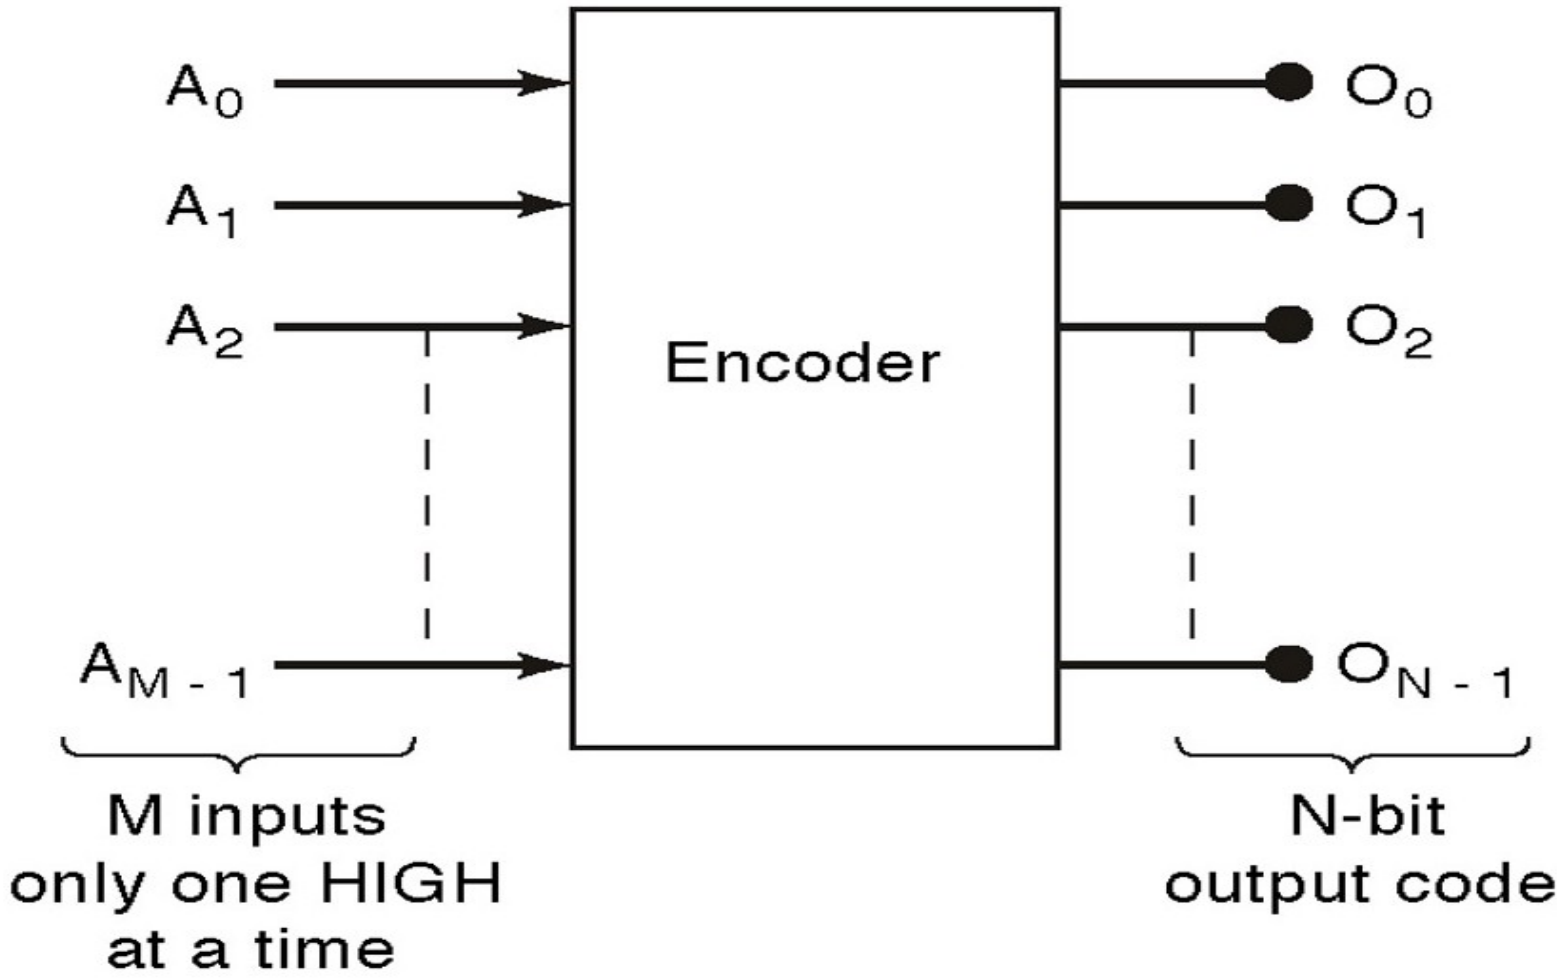 A0
O0
A1
O1
A2
O2
Encoder
AM - 1
ON - 1
M inputs
only one HIGH
at a time
N-bit
output code